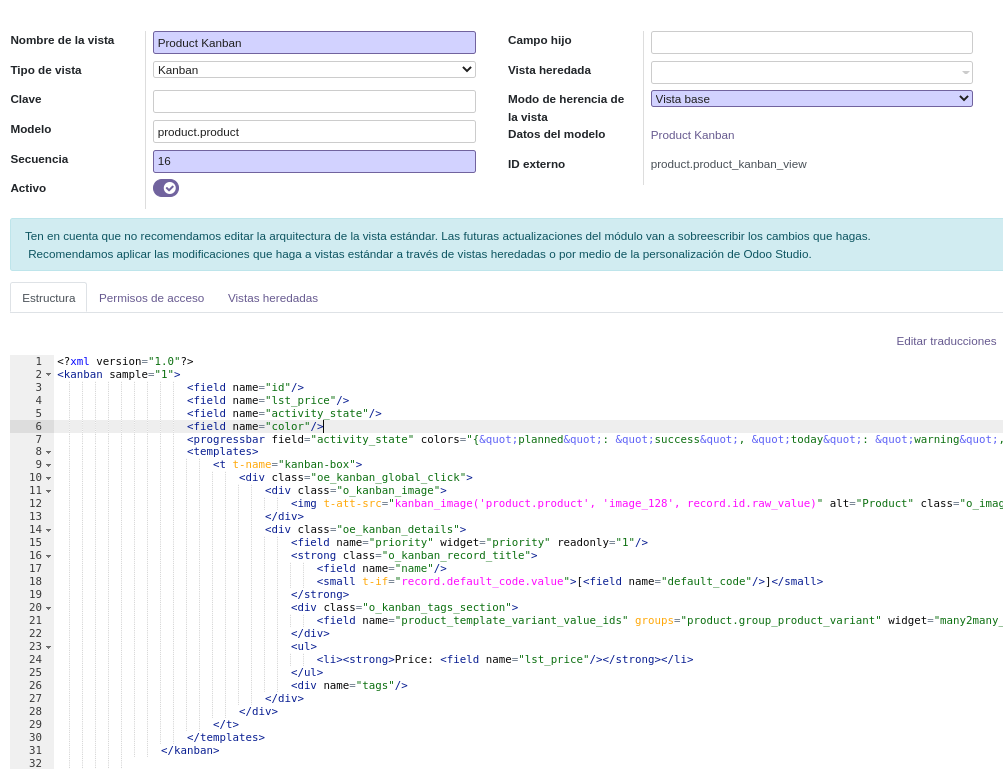 Nombre de la vista
Product Kanban
Tipo de vista
Kanban
Clave
Modelo
product.product
Secuencia
16
Activo
Campo hijo
Vista heredada
Modo de herencia de
la vista
Vista base
Datos del modelo
Product Kanban
ID externo
product.product_kanban_view
Ten en cuenta que no recomendamos editar la arquitectura de la vista estándar. Las futuras actualizaciones del módulo van a sobreescribir los cambios que hagas.
Recomendamos aplicar las modificaciones que haga a vistas estándar a través de vistas heredadas o por medio de la personalización de Odoo Studio.
Estructura Permisos de acceso Vistas heredadas
Editar traducciones
1 <?xml version="1.0"?>
2 <kanban sample="1">
3 <field name="id"/>
4 <field name="lst_price"/>
5 <field name="activity_state"/>
6 <field name="color"/>
7 <progressbar field="activity_state" colors="{&quot;planned&quot;: &quot;success&quot;, &quot;today&quot;: &quot;warning&quot;,
8 <templates>
9 <t t-name="kanban-box">
10 <div class="oe_kanban_global_click">
11 <div class="o_kanban_image">
12 <img t-att-src="kanban_image('product.product', 'image_128', record.id.raw_value)" alt="Product" class="o_imag
13 </div>
14 <div class="oe_kanban_details">
15 <field name="priority" widget="priority" readonly="1"/>
16 <strong class="o_kanban_record_title">
17 <field name="name"/>
18 <small t-if="record.default_code.value">[<field name="default_code"/>]</small>
19 </strong>
20 <div class="o_kanban_tags_section">
21 <field name="product_template_variant_value_ids" groups="product.group_product_variant" widget="many2many_
22 </div>
23 <ul>
24 <li><strong>Price: <field name="lst_price"/></strong></li>
25 </ul>
26 <div name="tags"/>
27 </div>
28 </div>
29 </t>
30 </templates>
31 </kanban>
32